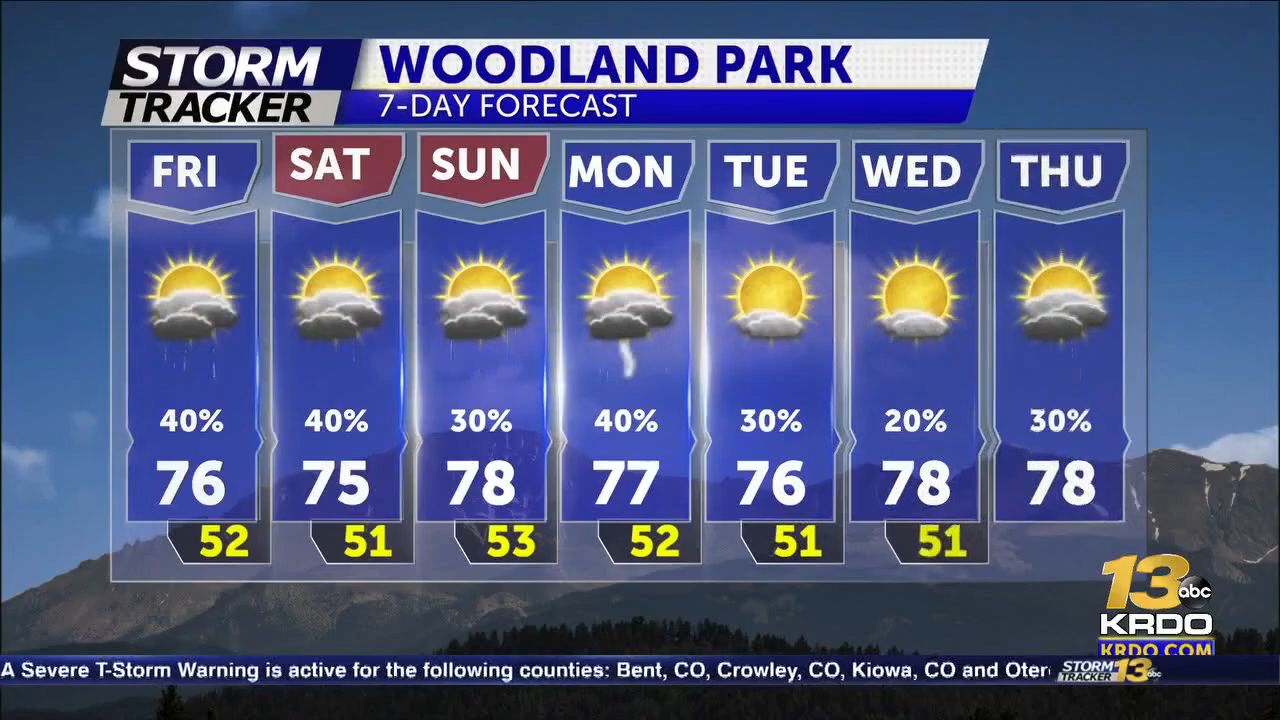 STORM
TRACKER
WOODLAND PARK
7-DAY FORECAST
FRI SAT SUN MON TUE WED THU
40% 40% 30% 40% 30% 20% 30%
76 75 78 77 76 78 78
52 51 53 52 51 51
13 abc
KRDO
KRDO.COM
A Severe T-Storm Warning is active for the following counties: Bent, CO, Crowley, CO, Kiowa, CO and Oter
STORM
TRACKER 13 abc